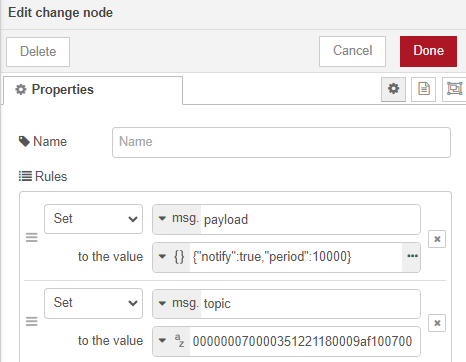 Edit change node
Delete
Cancel
Done
Properties
Name
Name
Rules
Set
msg. payload
to the value
{} {"notify":true,"period":10000}
Set
msg. topic
to the value
az 000000070000351221180009af100700